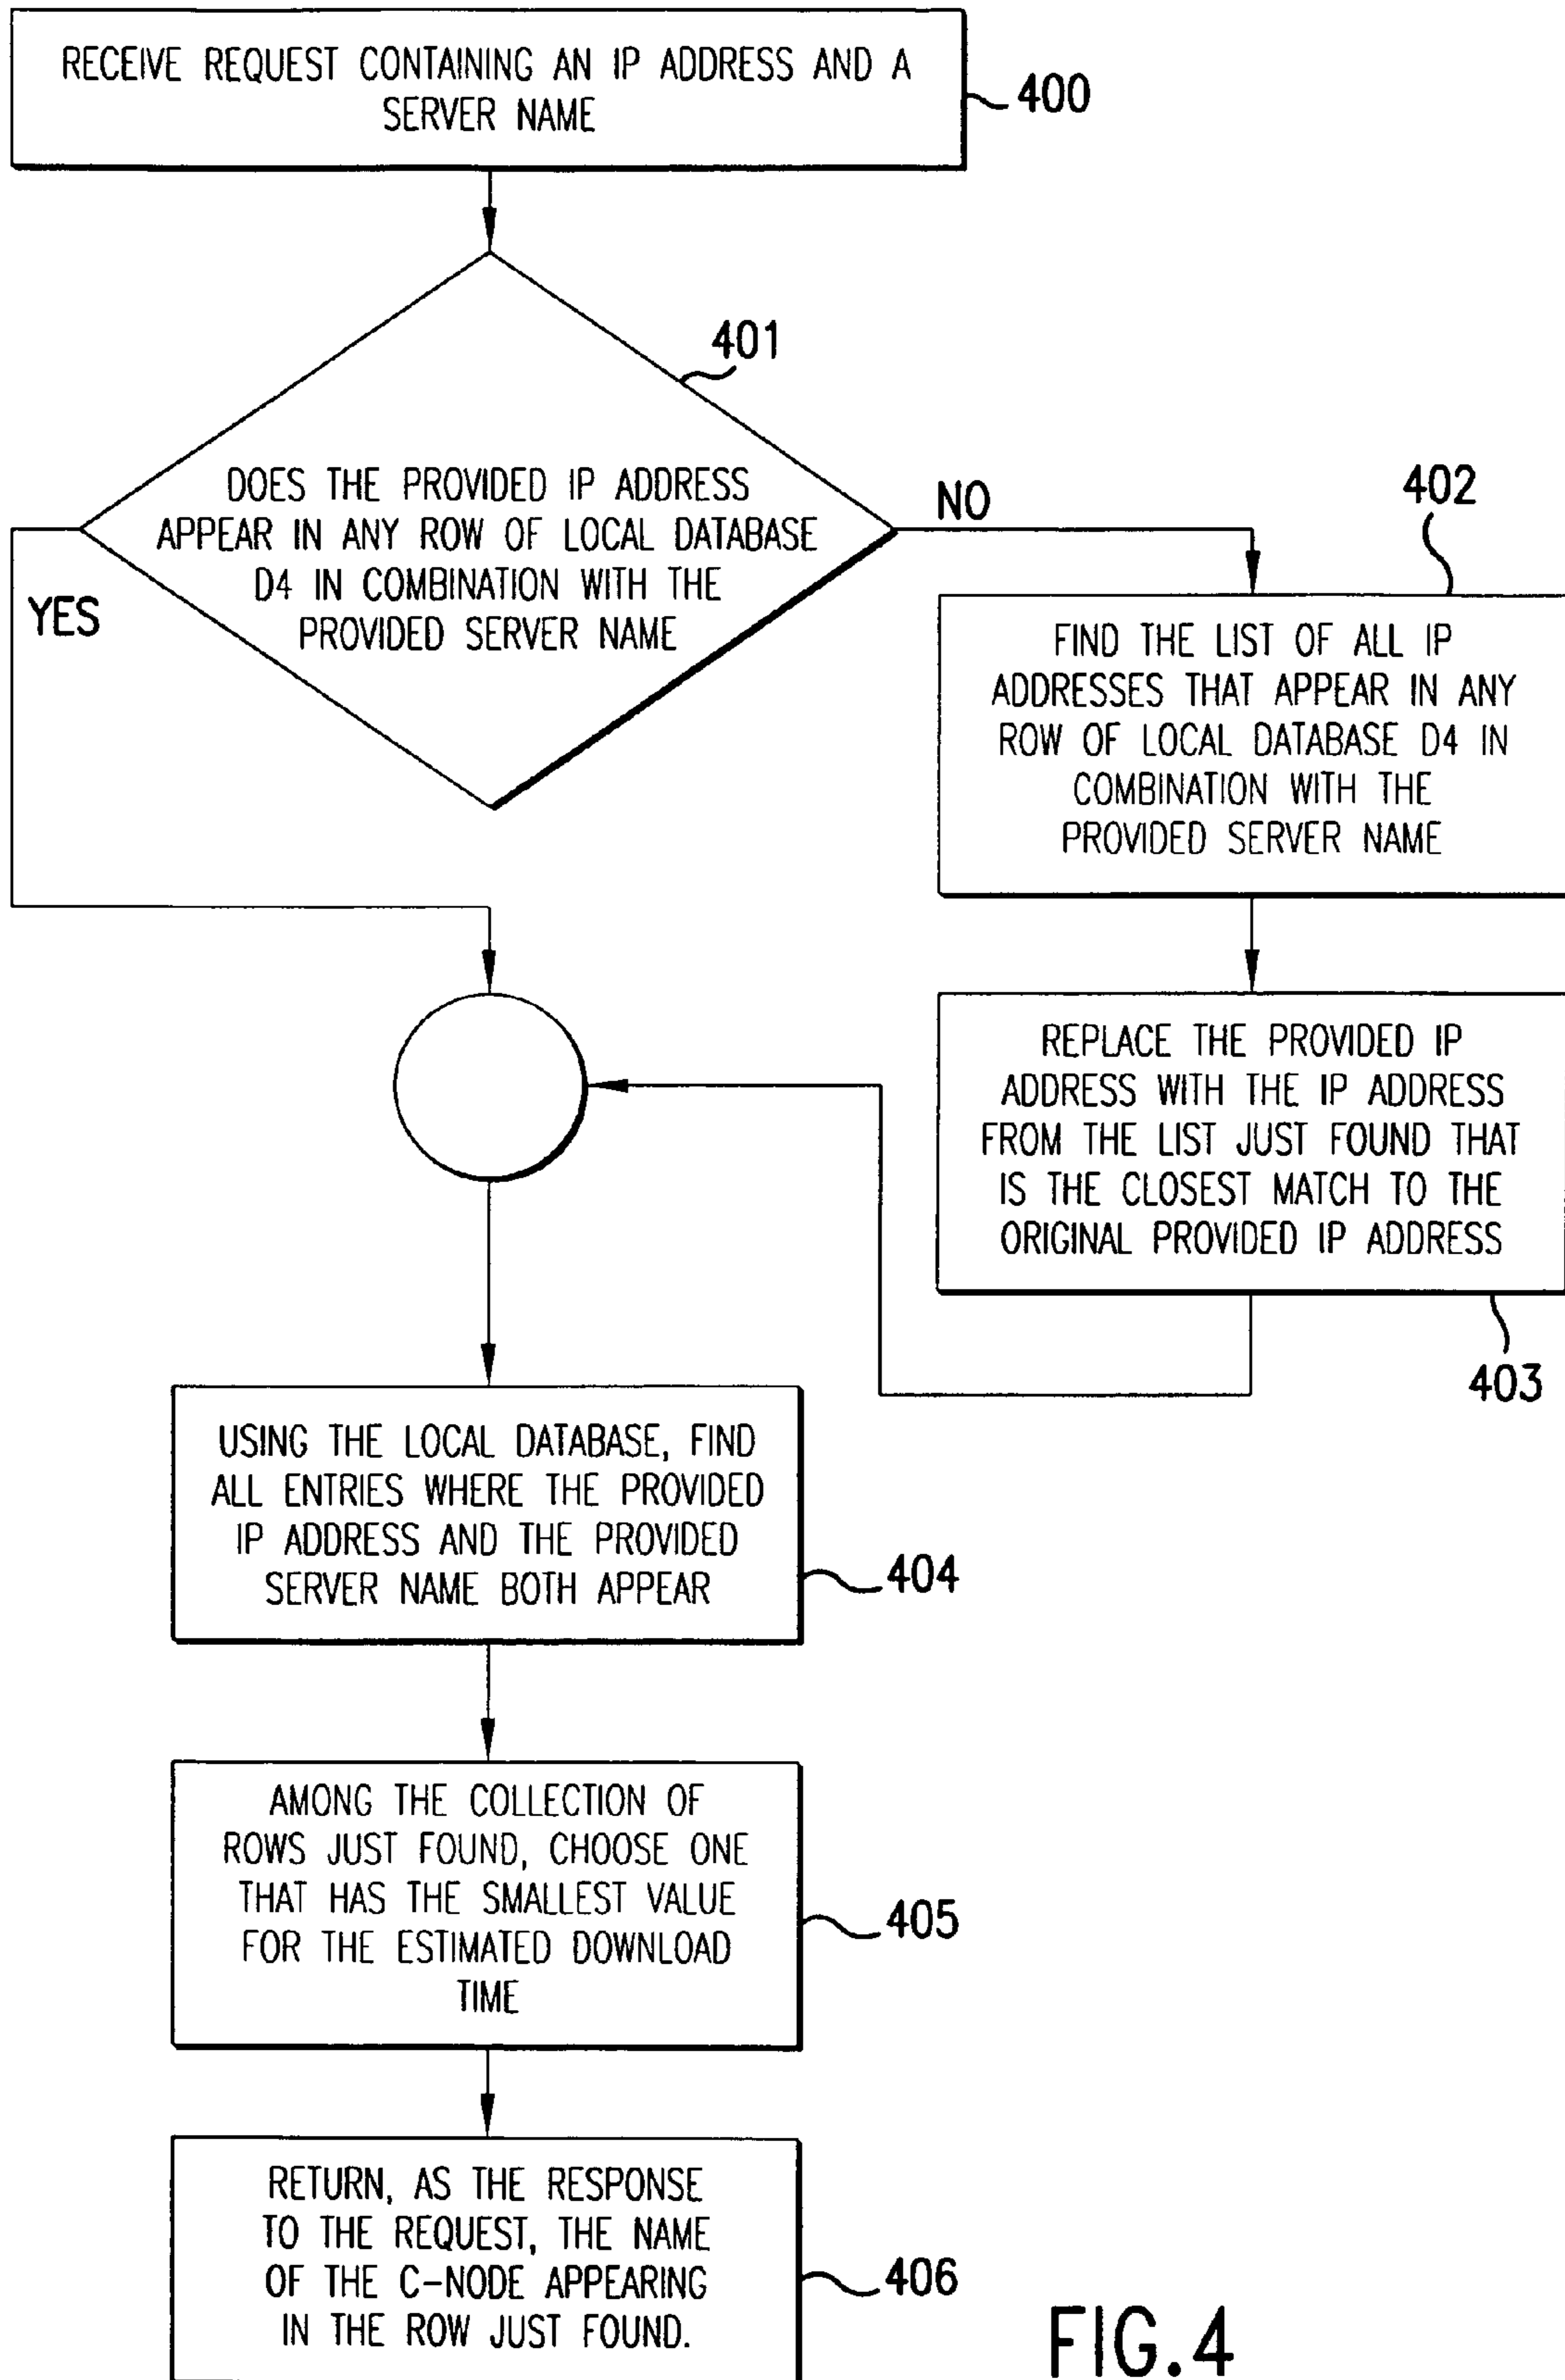 RECEIVE REQUEST CONTAINING AN IP ADDRESS AND A
SERVER NAME
400
401
DOES THE PROVIDED IP ADDRESS
APPEAR IN ANY ROW OF LOCAL DATABASE
D4 IN COMBINATION WITH THE
PROVIDED SERVER NAME
NO
YES
402
FIND THE LIST OF ALL IP
ADDRESSES THAT APPEAR IN ANY
ROW OF LOCAL DATABASE D4 IN
COMBINATION WITH THE
PROVIDED SERVER NAME
REPLACE THE PROVIDED IP
ADDRESS WITH THE IP ADDRESS
FROM THE LIST JUST FOUND THAT
IS THE CLOSEST MATCH TO THE
ORIGINAL PROVIDED IP ADDRESS
403
USING THE LOCAL DATABASE, FIND
ALL ENTRIES WHERE THE PROVIDED
IP ADDRESS AND THE PROVIDED
SERVER NAME BOTH APPEAR
404
AMONG THE COLLECTION OF
ROWS JUST FOUND, CHOOSE ONE
THAT HAS THE SMALLEST VALUE
FOR THE ESTIMATED DOWNLOAD
TIME
405
RETURN, AS THE RESPONSE
TO THE REQUEST, THE NAME
OF THE C-NODE APPEARING
IN THE ROW JUST FOUND.
406
FIG.4